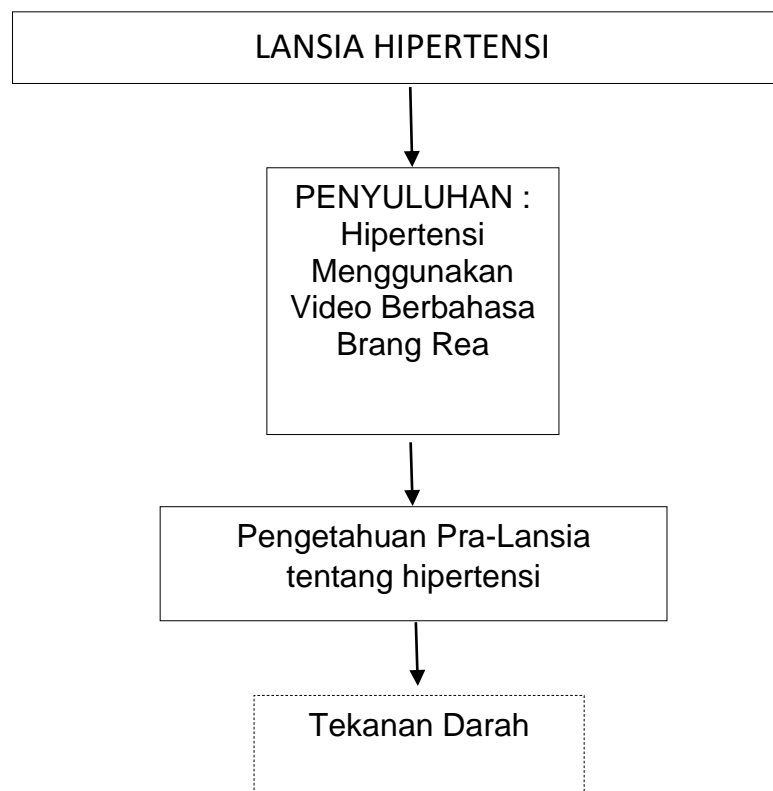 LANSIA HIPERTENSI
PENYULUHAN :
Hipertensi
Menggunakan
Video Berbahasa
Brang Rea
Pengetahuan Pra-Lansia
tentang hipertensi
Tekanan Darah